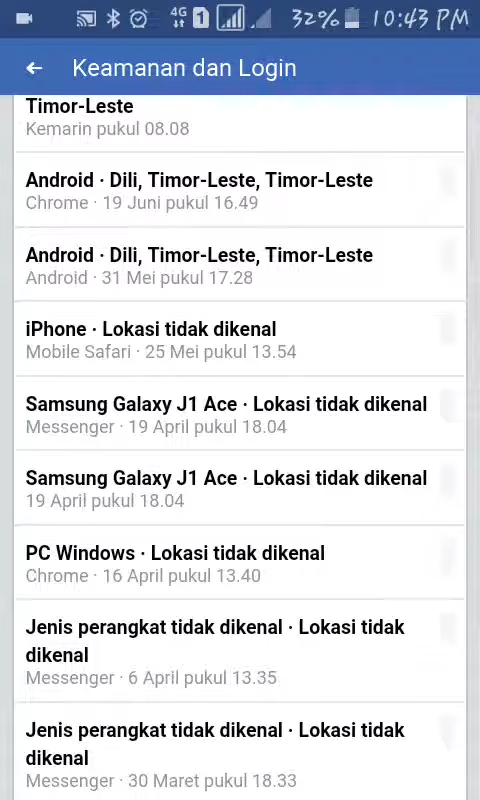 4G 1 32% 10:43 PM
Keamanan dan Login
Timor-Leste
Kemarin pukul 08.08
Android · Dili, Timor-Leste, Timor-Leste
Chrome · 19 Juni pukul 16.49
Android · Dili, Timor-Leste, Timor-Leste
Android · 31 Mei pukul 17.28
iPhone · Lokasi tidak dikenal
Mobile Safari · 25 Mei pukul 13.54
Samsung Galaxy J1 Ace · Lokasi tidak dikenal
Messenger · 19 April pukul 18.04
Samsung Galaxy J1 Ace · Lokasi tidak dikenal
19 April pukul 18.04
PC Windows · Lokasi tidak dikenal
Chrome · 16 April pukul 13.40
Jenis perangkat tidak dikenal · Lokasi tidak
dikenal
Messenger · 6 April pukul 13.35
Jenis perangkat tidak dikenal · Lokasi tidak
dikenal
Messenger · 30 Maret pukul 18.33